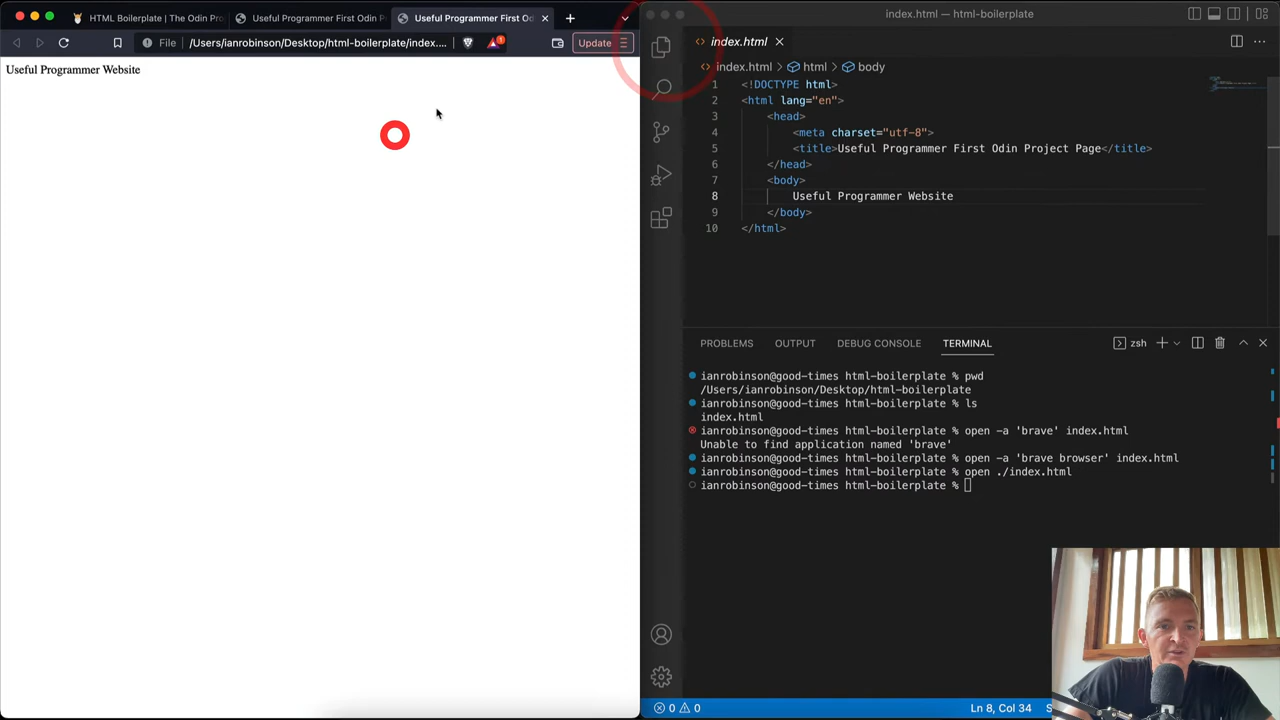 HTML Boilerplate | The Odin Pro
Useful Programmer First Odin P
Useful Programmer First Od
File
/Users/ianrobinson/Desktop/html-boilerplate/index....
1
Update
Useful Programmer Website
index.html — html-boilerplate
index.html
index.html > html > body
1 <!DOCTYPE html>
2 <html lang="en">
3 <head>
4 <meta charset="utf-8">
5 <title>Useful Programmer First Odin Project Page</title>
6 </head>
7 <body>
8 Useful Programmer Website
9 </body>
10 </html>
PROBLEMS OUTPUT DEBUG CONSOLE TERMINAL
zsh
ianrobinson@good-times html-boilerplate % pwd
/Users/ianrobinson/Desktop/html-boilerplate
ianrobinson@good-times html-boilerplate % ls
index.html
ianrobinson@good-times html-boilerplate % open -a 'brave' index.html
Unable to find application named 'brave'
ianrobinson@good-times html-boilerplate % open -a 'brave browser' index.html
ianrobinson@good-times html-boilerplate % open ./index.html
ianrobinson@good-times html-boilerplate %
0 0
Ln 8, Col 34